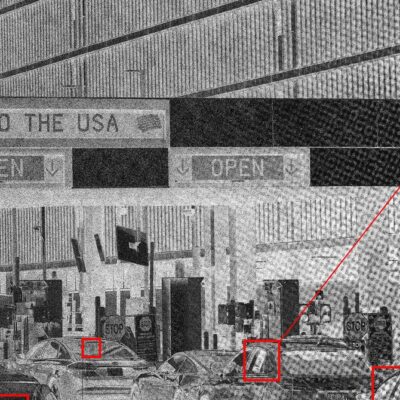 O THE USA
EN OPEN
STOP
STOP